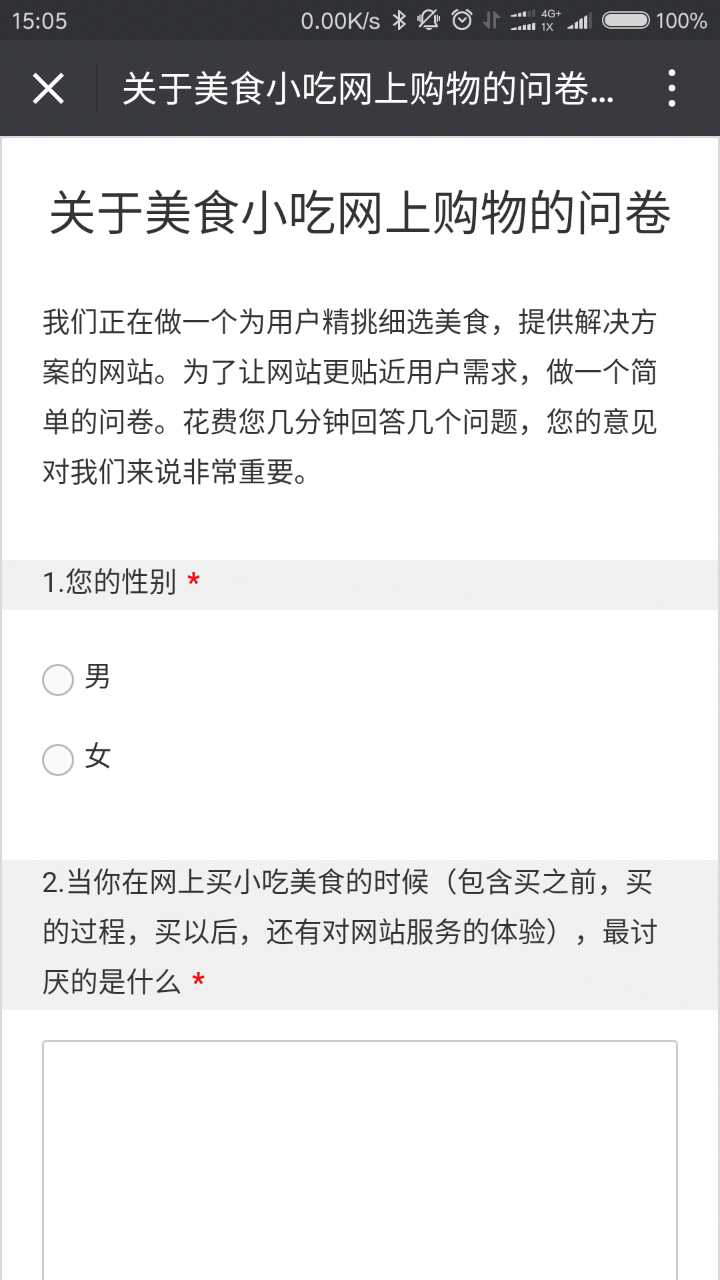 15:05
0.00K/s
4G+
1X
100%
关于美食小吃网上购物的问卷...
关于美食小吃网上购物的问卷
我们正在做一个为用户精挑细选美食，提供解决方
案的网站。为了让网站更贴近用户需求，做一个简
单的问卷。花费您几分钟回答几个问题，您的意见
对我们来说非常重要。
1.您的性别 *
男
女
2.当你在网上买小吃美食的时候（包含买之前，买
的过程，买以后，还有对网站服务的体验），最讨
厌的是什么 *